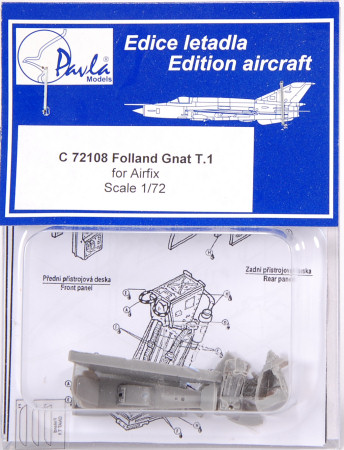 Pavla
Models
Edice letadla
Edition aircraft
C 72108 Folland Gnat T.1
for Airfix
Scale 1/72
Přední přístrojová deska
Front panel
Zadní přístrojová deska
Rear panel